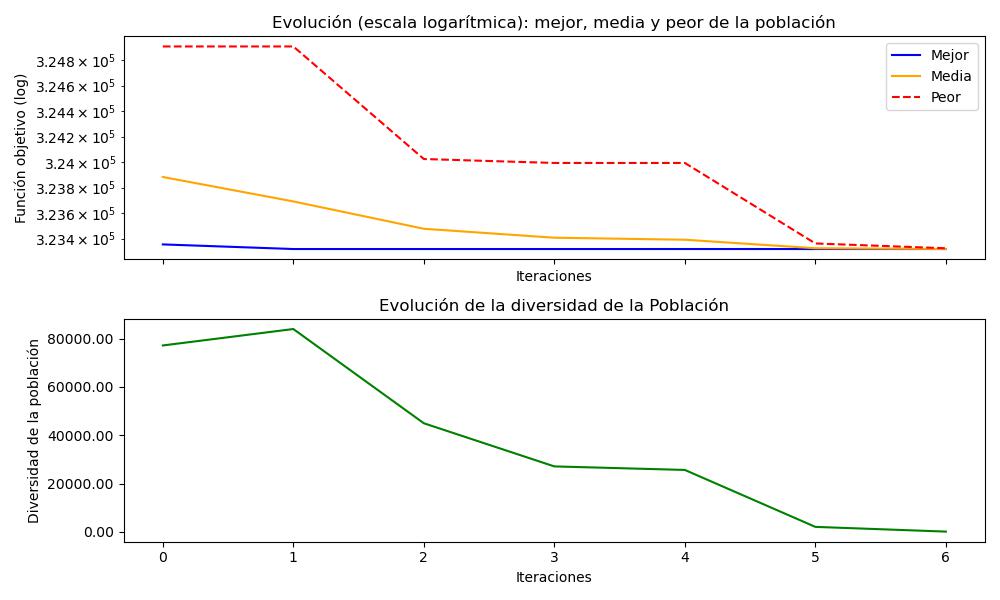 Evolución (escala logarítmica): mejor, media y peor de la población
Función objetivo (log)
3.248 × 10⁵
3.246 × 10⁵
3.244 × 10⁵
3.242 × 10⁵
3.24 × 10⁵
3.238 × 10⁵
3.236 × 10⁵
3.234 × 10⁵
Mejor
Media
Peor
Iteraciones
Evolución de la diversidad de la Población
Diversidad de la población
80000.00
60000.00
40000.00
20000.00
0.00
0 1 2 3 4 5 6
Iteraciones